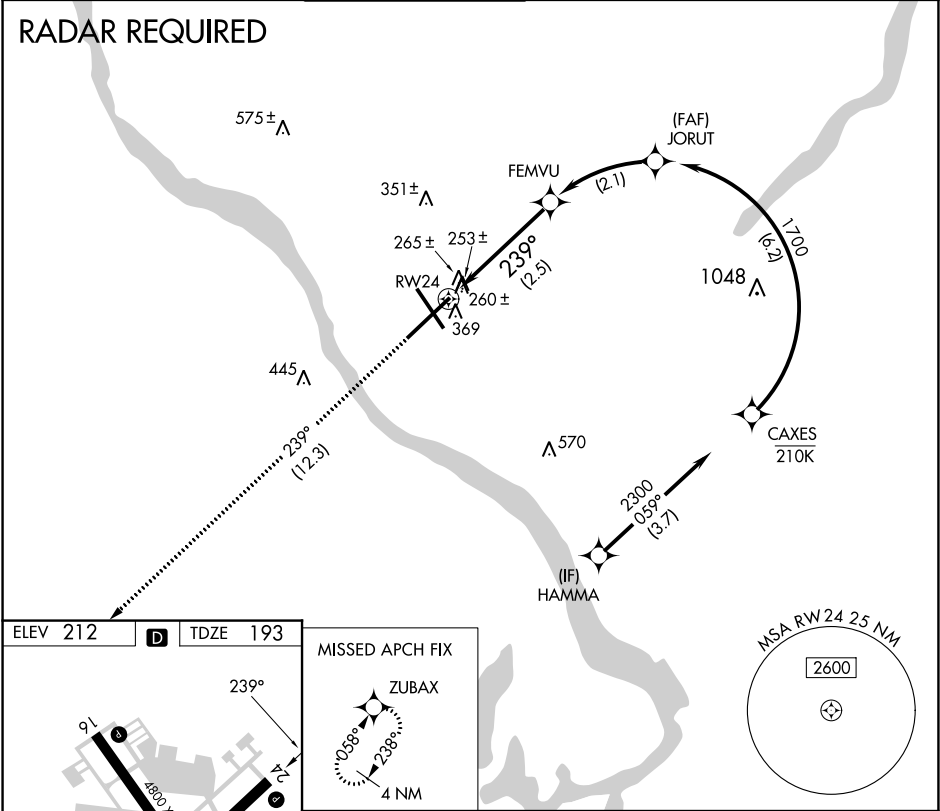 RADAR REQUIRED
575 ±
(FAF)
JORUT
FEMVU
(2.1)
351 ±
1700
(6.2)
265 ±
253 ±
239°
(2.5)
1048
RW24
260 ±
369
445
CAXES
210K
239°
(12.3)
570
2300
059°
(3.7)
(IF)
HAMMA
ELEV 212
D
TDZE 193
MISSED APCH FIX
MSA RW24 25 NM
2600
ZUBAX
239°
058°
238°
4 NM
16
P
24
P
4800 X